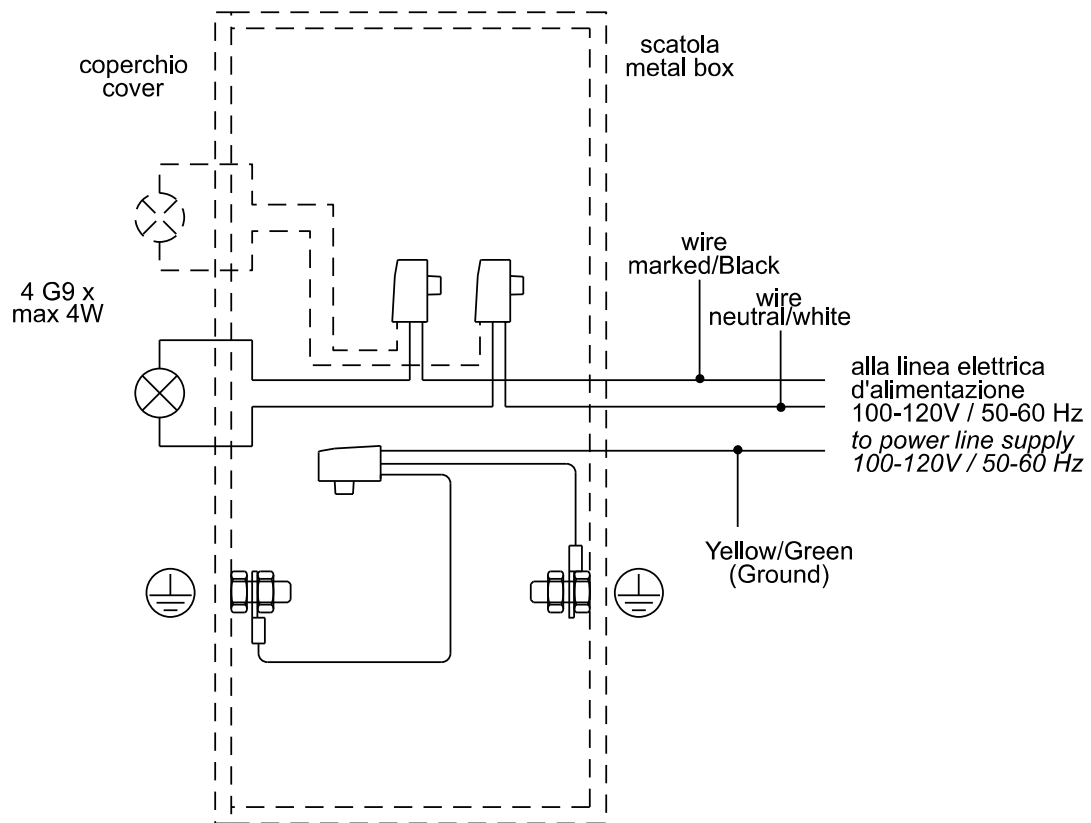 coperchio
cover
scatola
metal box
4 G9 x
max 4W
wire
marked/Black
wire
neutral/white
alla linea elettrica
d'alimentazione
100-120V / 50-60 Hz
to power line supply
100-120V / 50-60 Hz
Yellow/Green
(Ground)